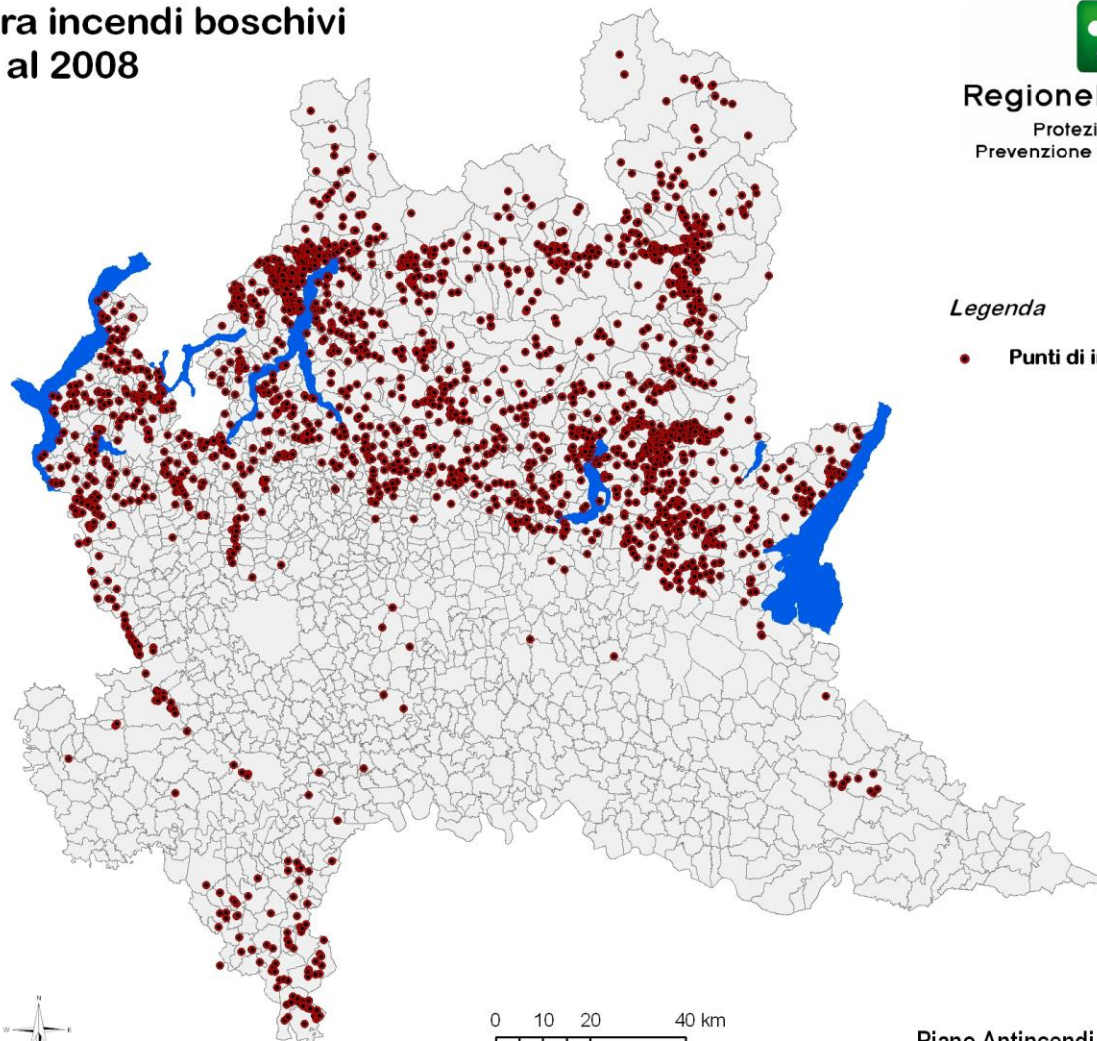 ra incendi boschivi
al 2008
Regione
Protezi
Prevenzione
Legenda
Punti di i
N
W
E
0 10 20 40 km
Piano Antincendi